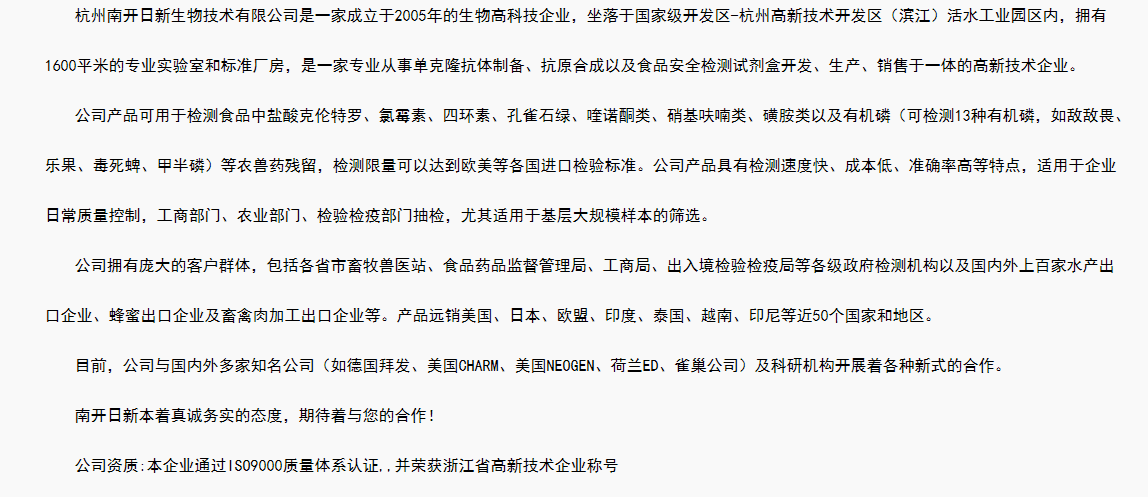 杭州南开日新生物技术有限公司是一家成立于2005年的生物高科技企业，坐落于国家级开发区-杭州高新技术开发区（滨江）活水工业园区内，拥有
1600平米的专业实验室和标准厂房，是一家专业从事单克隆抗体制备、抗原合成以及食品安全检测试剂盒开发、生产、销售于一体的高新技术企业。
公司产品可用于检测食品中盐酸克伦特罗、氯霉素、四环素、孔雀石绿、喹诺酮类、硝基呋喃类、磺胺类以及有机磷（可检测13种有机磷，如敌敌畏、
乐果、毒死蜱、甲半磷）等农兽药残留，检测限量可以达到欧美等各国进口检验标准。公司产品具有检测速度快、成本低、准确率高等特点，适用于企业
日常质量控制，工商部门、农业部门、检验检疫部门抽检，尤其适用于基层大规模样本的筛选。
公司拥有庞大的客户群体，包括各省市畜牧兽医站、食品药品监督管理局、工商局、出入境检验检疫局等各级政府检测机构以及国内外上百家水产出
口企业、蜂蜜出口企业及畜禽肉加工出口企业等。产品远销美国、日本、欧盟、印度、泰国、越南、印尼等近50个国家和地区。
目前，公司与国内外多家知名公司（如德国拜发、美国CHARM、美国NEOGEN、荷兰ED、雀巢公司）及科研机构开展着各种新式的合作。
南开日新本着真诚务实的态度，期待着与您的合作！
公司资质:本企业通过ISO9000质量体系认证,,并荣获浙江省高新技术企业称号